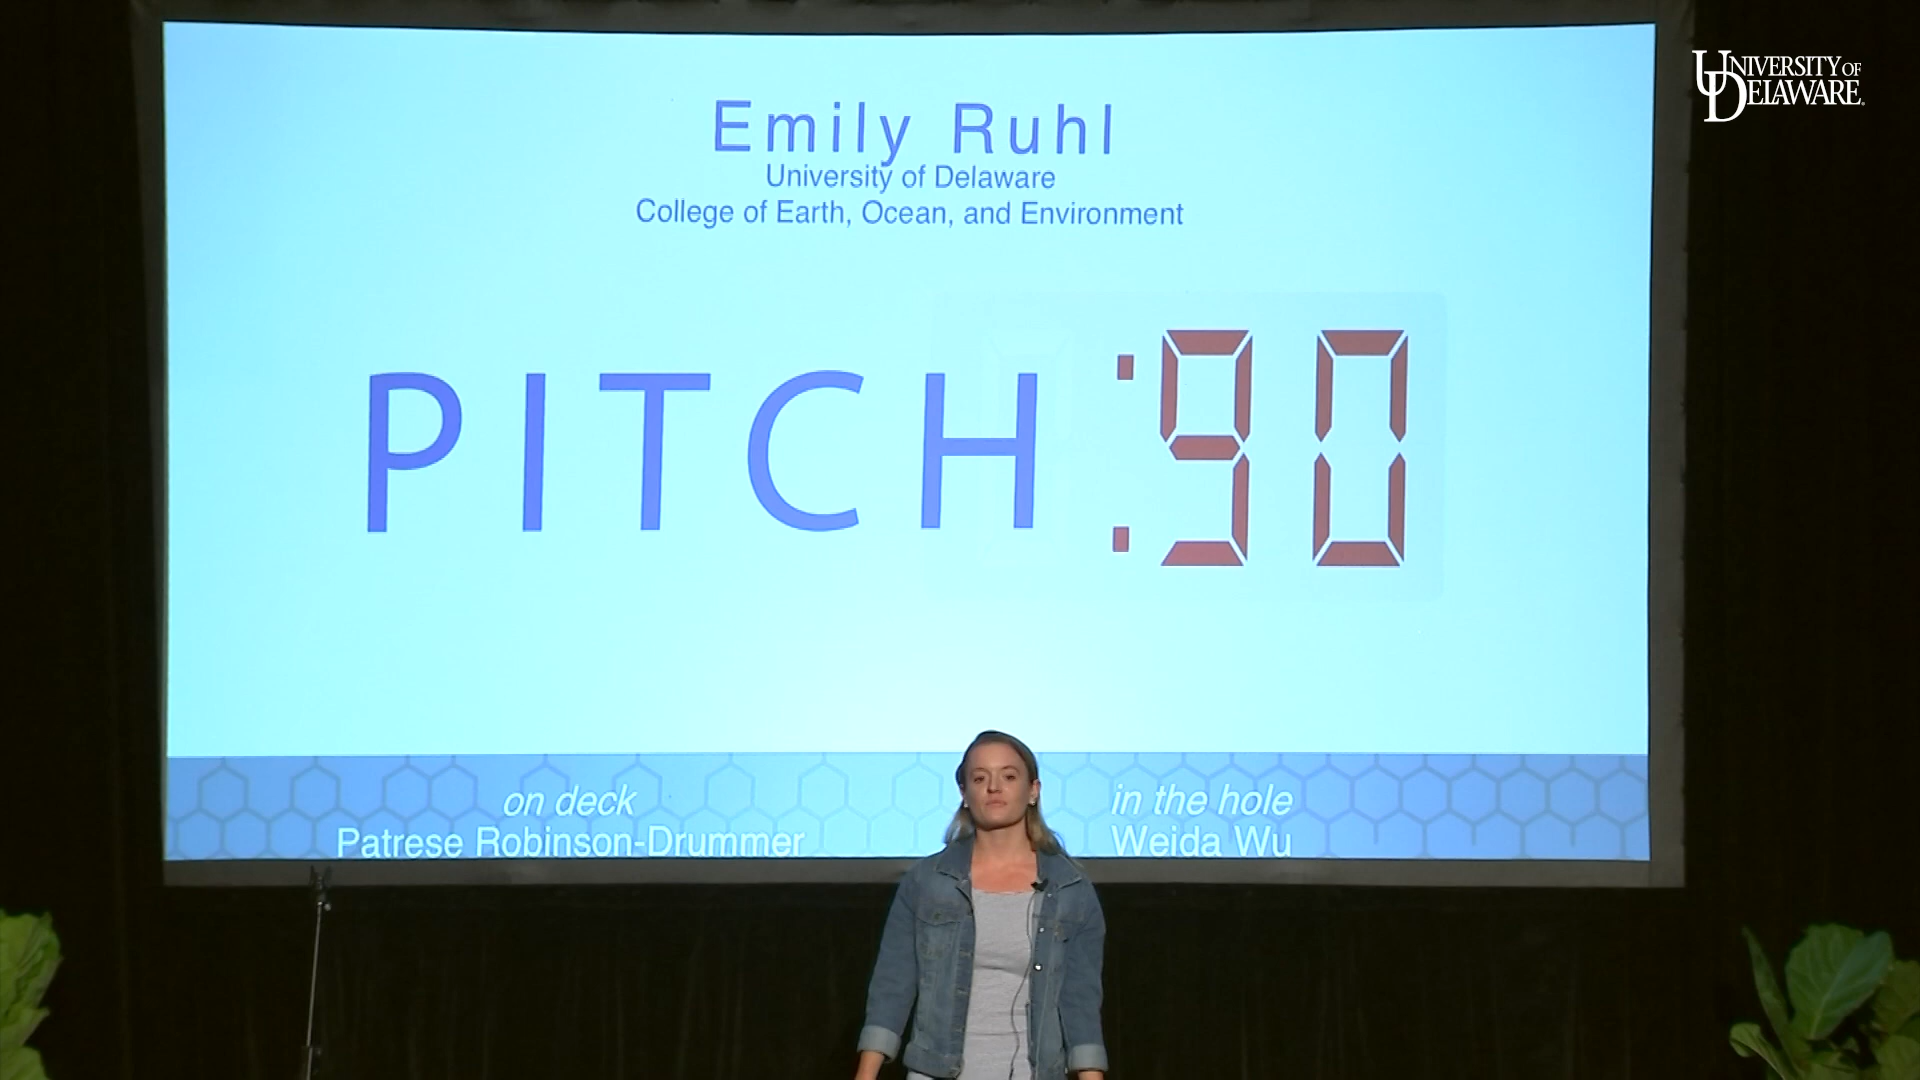 Emily Ruhl
University of Delaware
College of Earth, Ocean, and Environment
PITCH :90
on deck
Patrese Robinson-Drummer
in the hole
Weida Wu
UNIVERSITY OF
DELAWARE